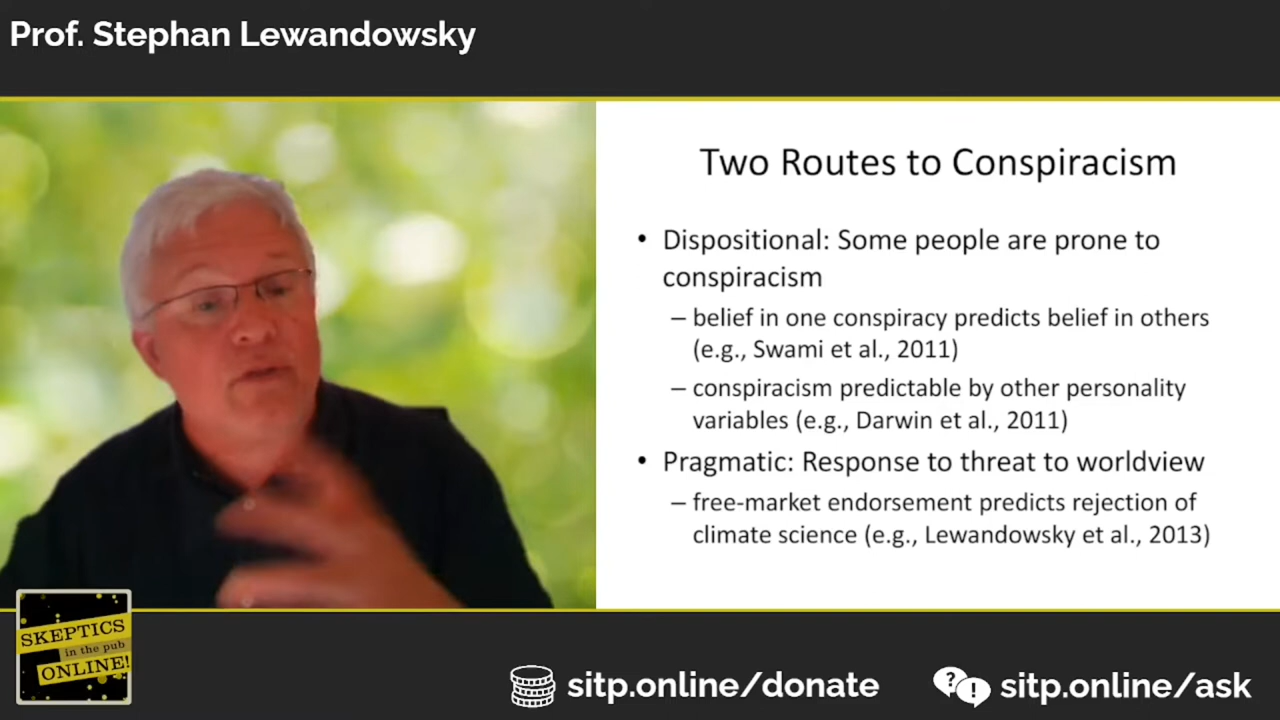 Prof. Stephan Lewandowsky
Two Routes to Conspiracism
• Dispositional: Some people are prone to
conspiracism
– belief in one conspiracy predicts belief in others
(e.g., Swami et al., 2011)
– conspiracism predictable by other personality
variables (e.g., Darwin et al., 2011)
• Pragmatic: Response to threat to worldview
– free-market endorsement predicts rejection of
climate science (e.g., Lewandowsky et al., 2013)
SKEPTICS
in the pub
ONLINE!
sitp.online/donate
?!
sitp.online/ask